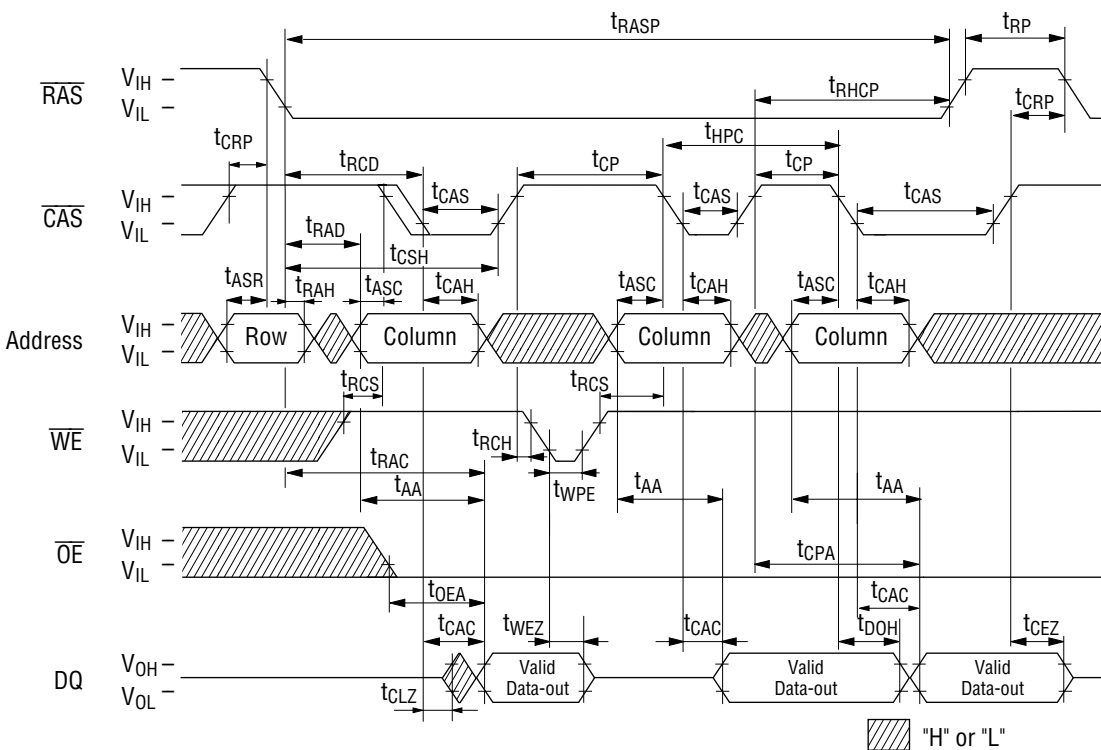 tRASP tRP
RAS VIH VIL
tRHCP
tCRP tCRP
tHPC
tRCD tCP tCP
CAS VIH VIL
tCAS tCAS tCAS
tRAD
tCSH
tASR tRAH tASC tCAH tASC tCAH tASC tCAH
Address VIH VIL
Row Column Column Column
tRCS tRCS
WE VIH VIL
tRCH
tRAC
tWPE
tAA tAA tAA
OE VIH VIL
tCPA
tOEA
tCAC
tCAC tWEZ tCAC tDOH tCEZ
DQ VOH VOL
Valid Data-out
Valid Data-out
Valid Data-out
tCLZ
"H" or "L"